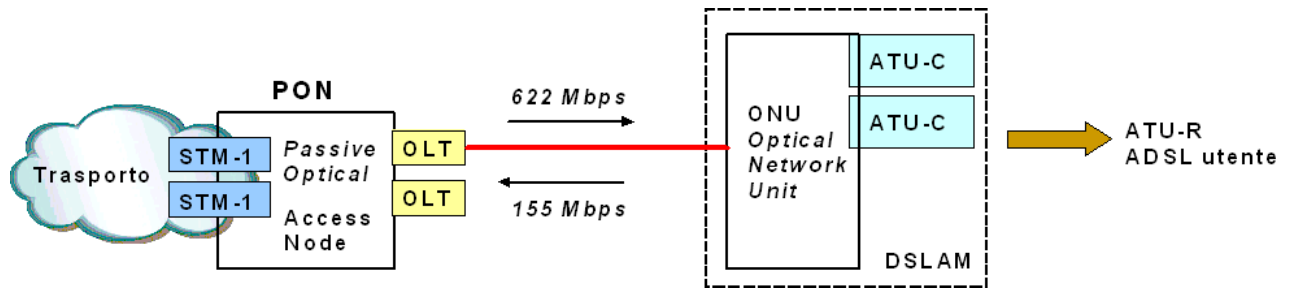 PON
Trasporto
STM-1
STM-1
Passive
Optical
Access
Node
OLT
OLT
622 Mbps
155 Mbps
ONU
Optical
Network
Unit
ATU-C
ATU-C
DSLAM
ATU-R
ADSL utente